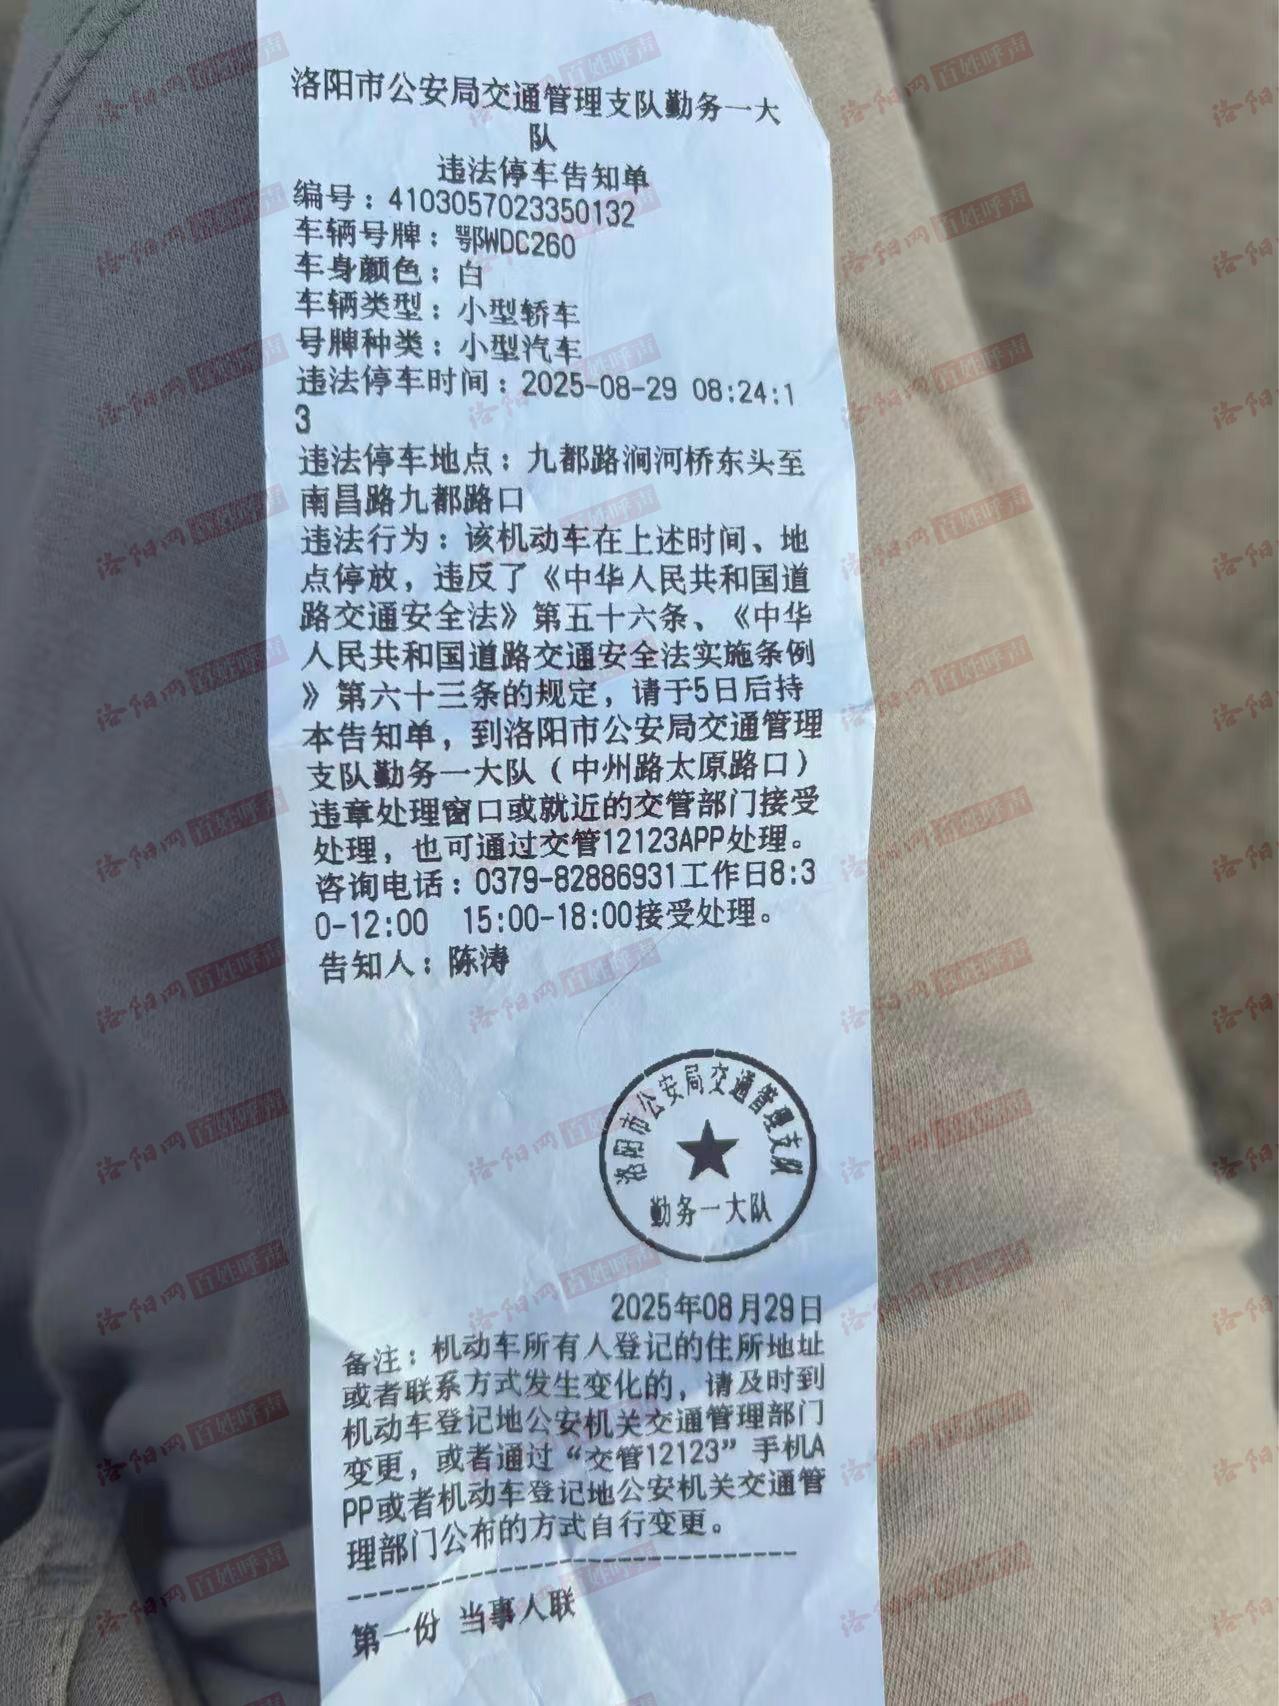 洛阳市公安局交通管理支队勤务一大
队
违法停车告知单
编号：4103057023350132
车辆号牌：鄂WDC260
车身颜色：白
车辆类型：小型轿车
号牌种类：小型汽车
违法停车时间：2025-08-29 08:24:1
3
违法停车地点：九都路涧河桥东头至
南昌路九都路口
违法行为：该机动车在上述时间、地
点停放，违反了《中华人民共和国道
路交通安全法》第五十六条、《中华
人民共和国道路交通安全法实施条例
》第六十三条的规定，请于5日后持
本告知单，到洛阳市公安局交通管理
支队勤务一大队（中州路太原路口）
违章处理窗口或就近的交管部门接受
处理，也可通过交管12123APP处理。
咨询电话：0379-82886931工作日8:3
0-12:00 15:00-18:00接受处理。
告知人：陈涛
洛阳市公安局交通管理支队
勤务一大队
2025年08月29日
备注：机动车所有人登记的住所地址
或者联系方式发生变化的，请及时到
机动车登记地公安机关交通管理部门
变更，或者通过“交管12123”手机A
PP或者机动车登记地公安机关交通管
理部门公布的方式自行变更。
第一份 当事人联
洛阳网 百姓呼声